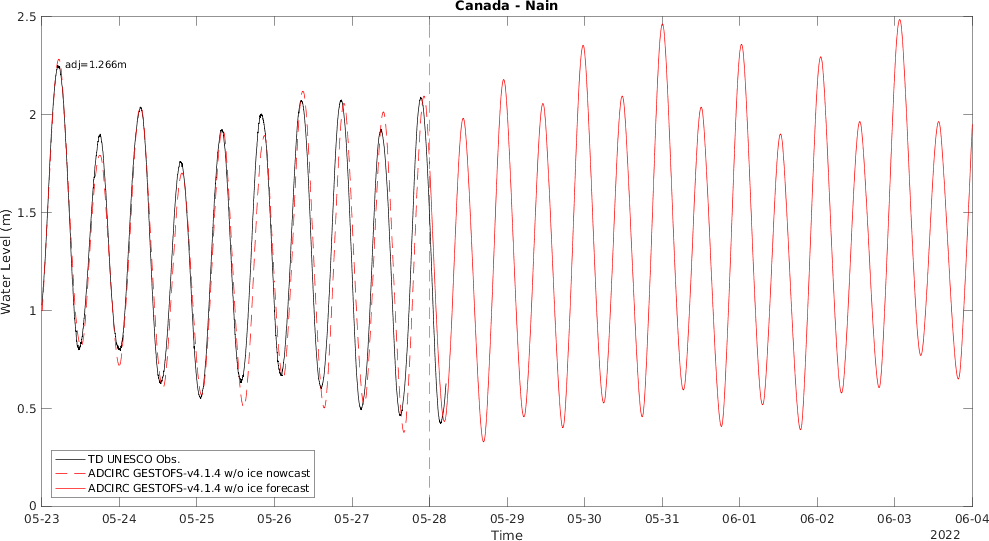 Canada - Nain
adj=1.266m
2.5
2
1.5
1
0.5
0
Water Level (m)
TD UNESCO Obs.
ADCIRC GESTOFS-v4.1.4 w/o ice nowcast
ADCIRC GESTOFS-v4.1.4 w/o ice forecast
05-23 05-24 05-25 05-26 05-27 05-28 05-29 05-30 05-31 06-01 06-02 06-03 06-04
Time
2022